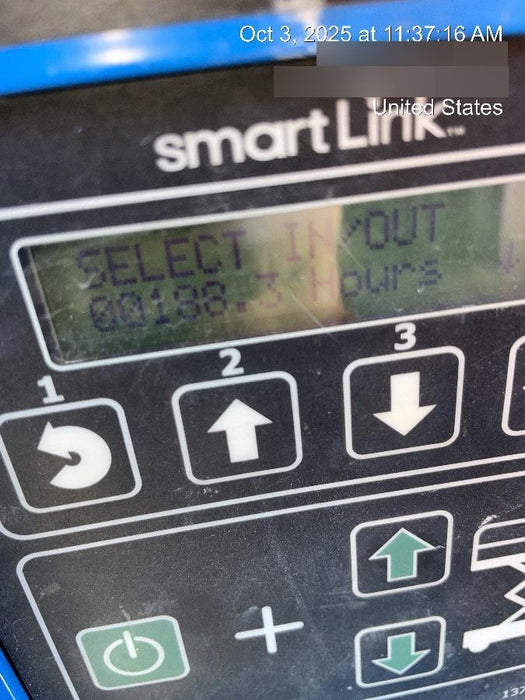 Oct 3, 2025 at 11:37:16 AM
United States
smartLink™
SELECT IN/OUT
00188.3 Hours
1 2 3